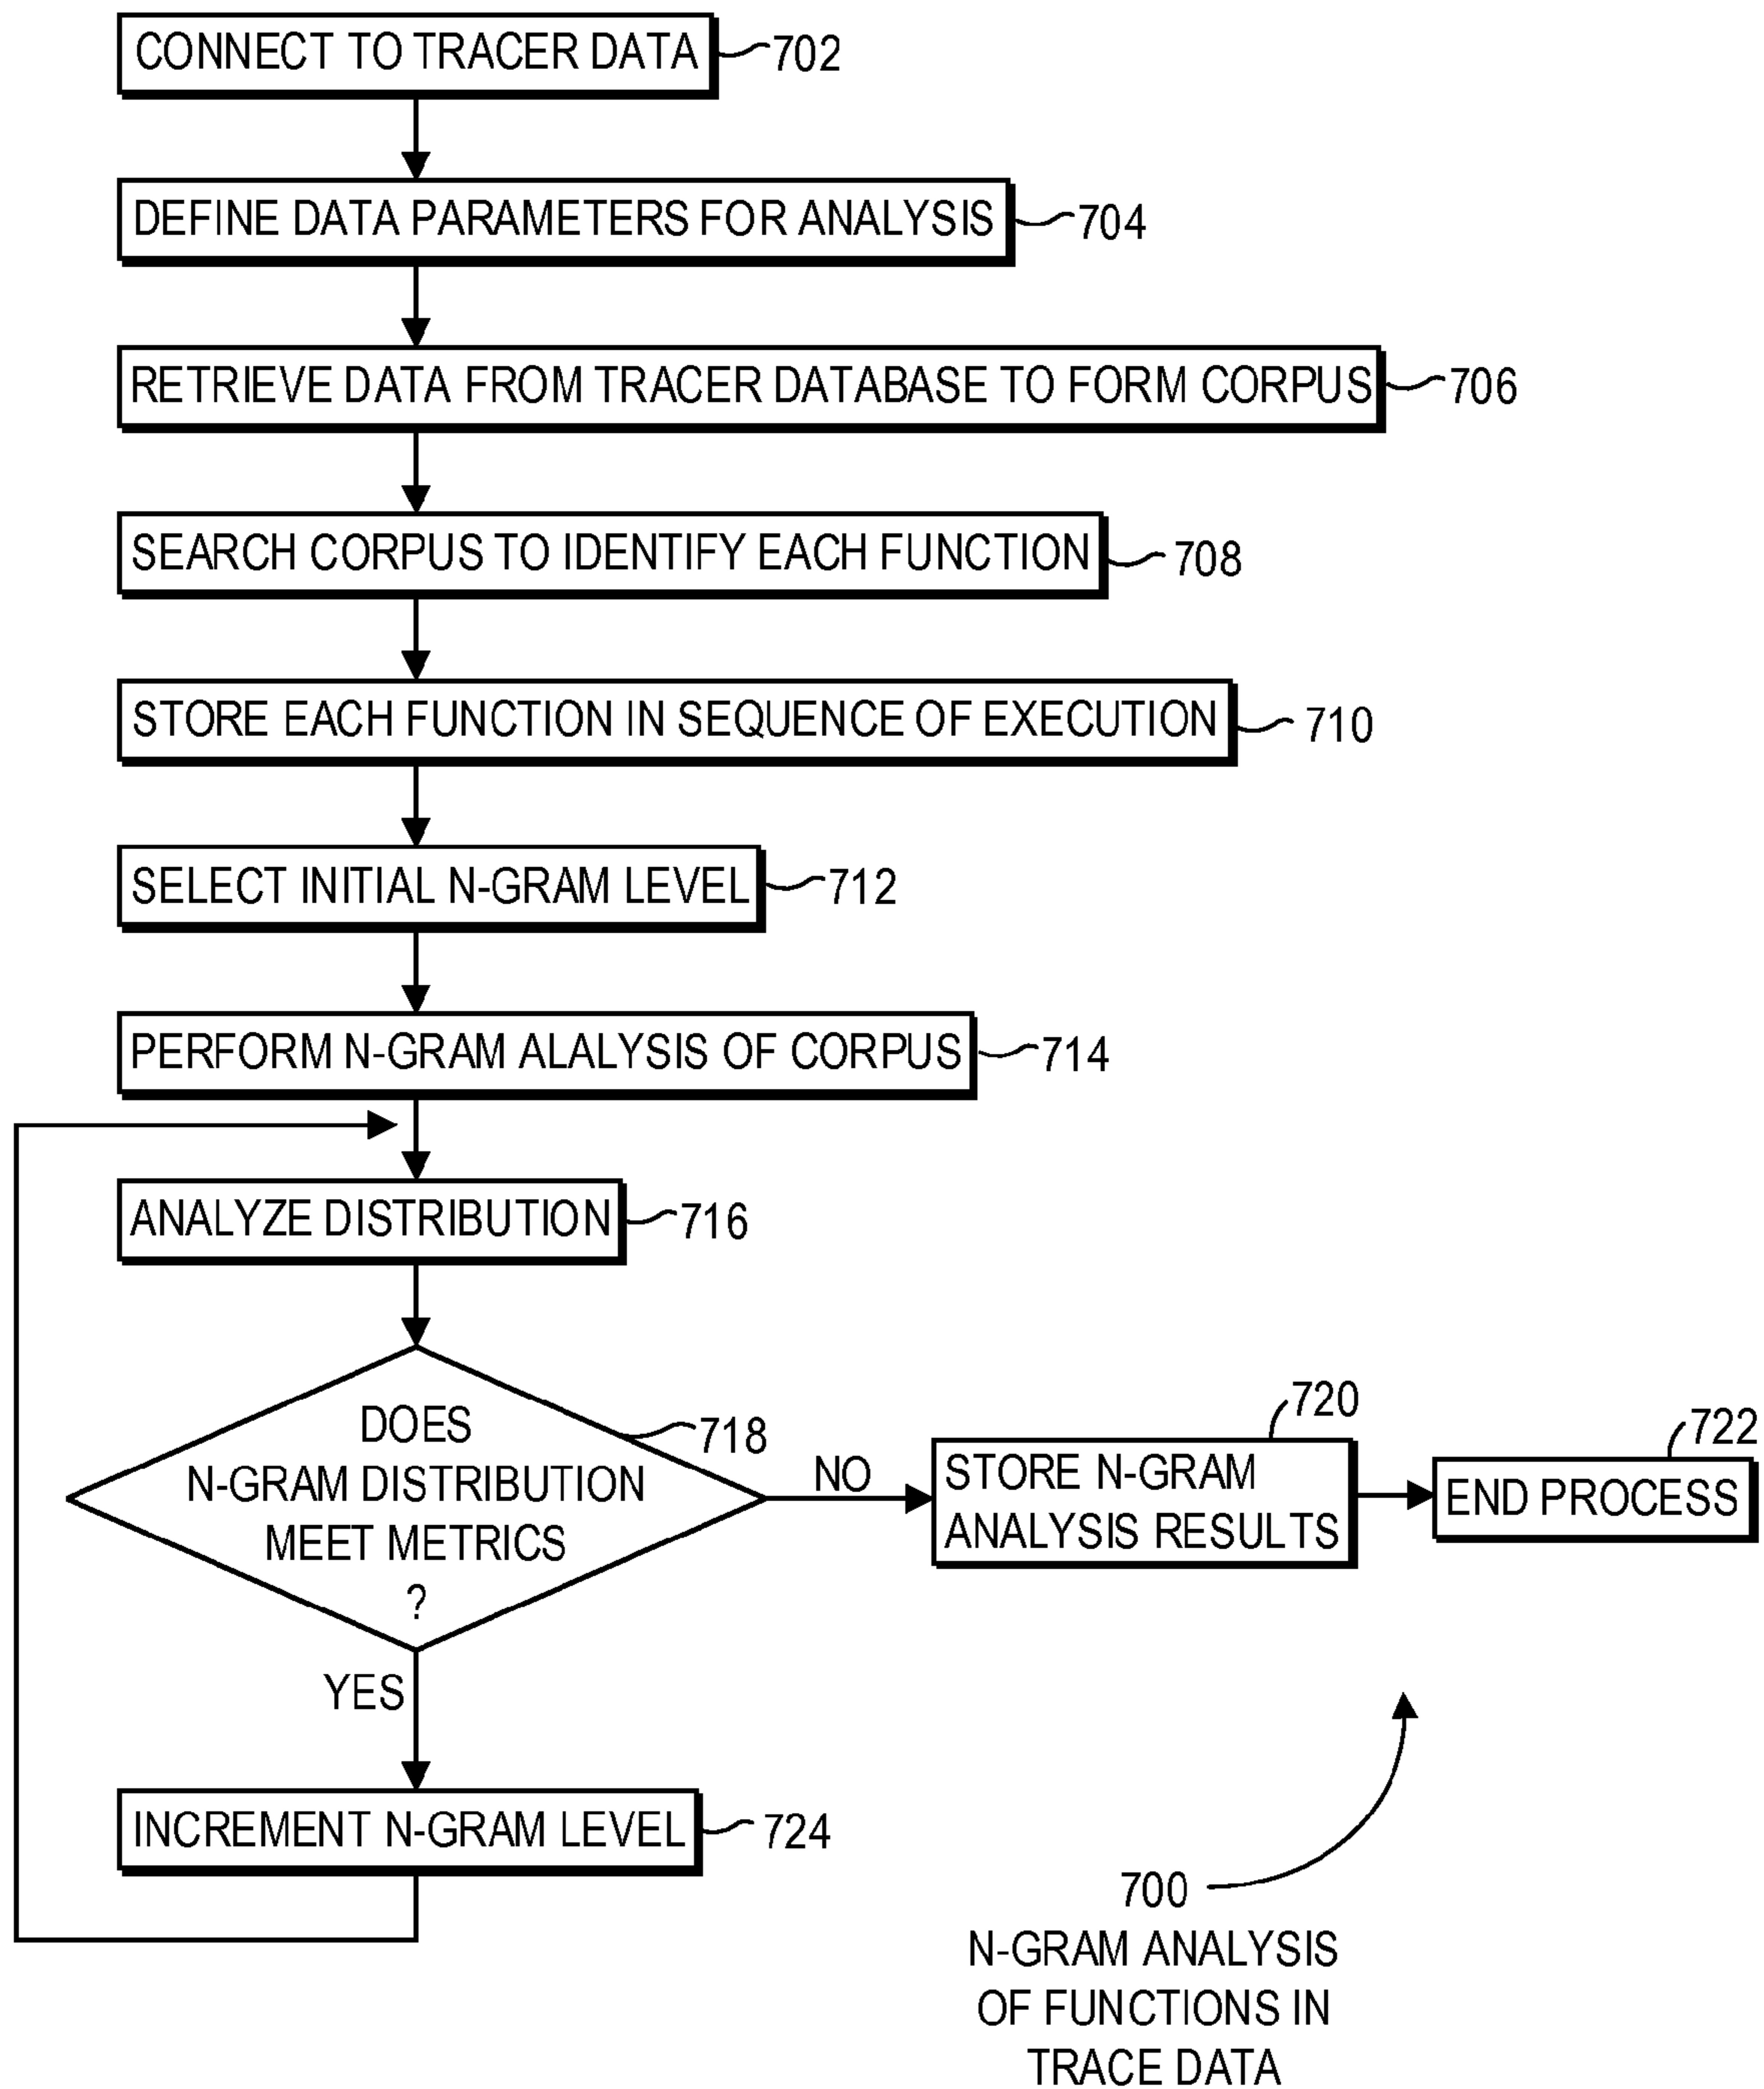 CONNECT TO TRACER DATA
702
DEFINE DATA PARAMETERS FOR ANALYSIS
704
RETRIEVE DATA FROM TRACER DATABASE TO FORM CORPUS
706
SEARCH CORPUS TO IDENTIFY EACH FUNCTION
708
STORE EACH FUNCTION IN SEQUENCE OF EXECUTION
710
SELECT INITIAL N-GRAM LEVEL
712
PERFORM N-GRAM ALALYSIS OF CORPUS
714
ANALYZE DISTRIBUTION
716
DOES
N-GRAM DISTRIBUTION
MEET METRICS
?
718
NO
720
STORE N-GRAM
ANALYSIS RESULTS
722
END PROCESS
YES
INCREMENT N-GRAM LEVEL
724
700
N-GRAM ANALYSIS
OF FUNCTIONS IN
TRACE DATA